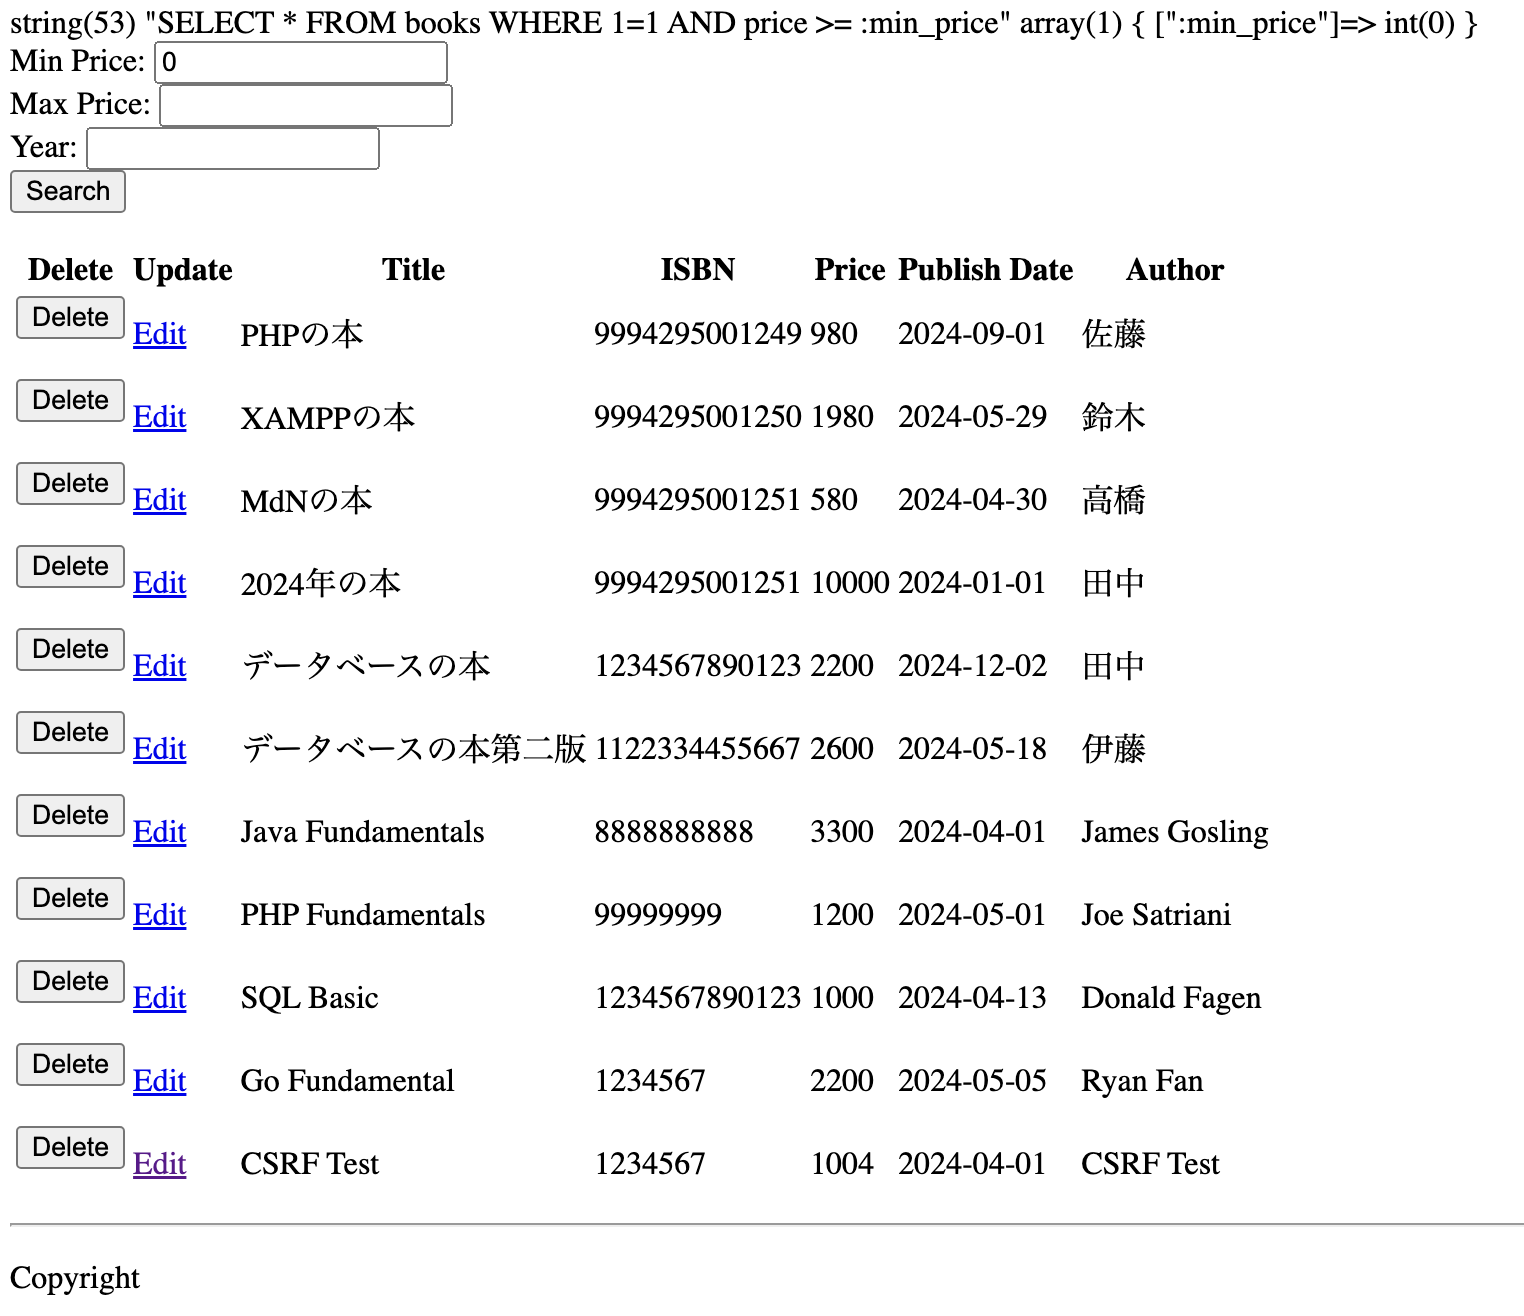 string(53) "SELECT * FROM books WHERE 1=1 AND price >= :min_price" array(1) { [":min_price"]=> int(0) }
Min Price: 0
Max Price:
Year:
Search
Delete Update Title ISBN Price Publish Date Author
Delete Edit PHPの本 9994295001249 980 2024-09-01 佐藤
Delete Edit XAMPPの本 9994295001250 1980 2024-05-29 鈴木
Delete Edit MdNの本 9994295001251 580 2024-04-30 高橋
Delete Edit 2024年の本 9994295001251 10000 2024-01-01 田中
Delete Edit データベースの本 1234567890123 2200 2024-12-02 田中
Delete Edit データベースの本第二版 1122334455667 2600 2024-05-18 伊藤
Delete Edit Java Fundamentals 8888888888 3300 2024-04-01 James Gosling
Delete Edit PHP Fundamentals 99999999 1200 2024-05-01 Joe Satriani
Delete Edit SQL Basic 1234567890123 1000 2024-04-13 Donald Fagen
Delete Edit Go Fundamental 1234567 2200 2024-05-05 Ryan Fan
Delete Edit CSRF Test 1234567 1004 2024-04-01 CSRF Test
Copyright